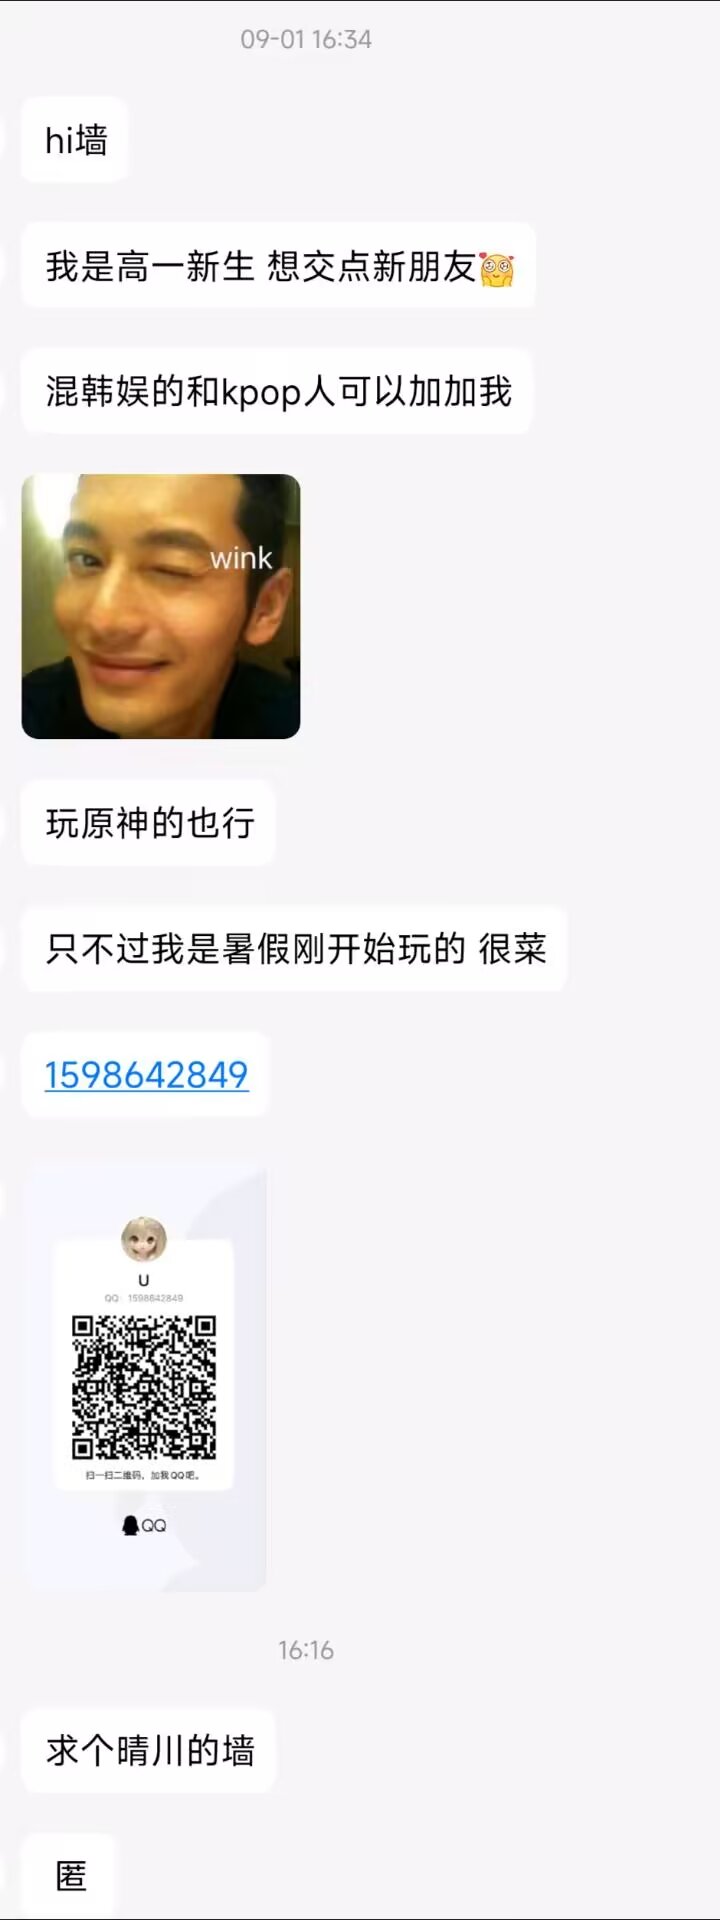 09-01 16:34
hi墙
我是高一新生 想交点新朋友
混韩娱的和kpop人可以加加我
wink
玩原神的也行
只不过我是暑假刚开始玩的 很菜
1598642849
U
QQ: 1598642849
扫一扫二维码，加我QQ吧。
QQ
16:16
求个晴川的墙
匿